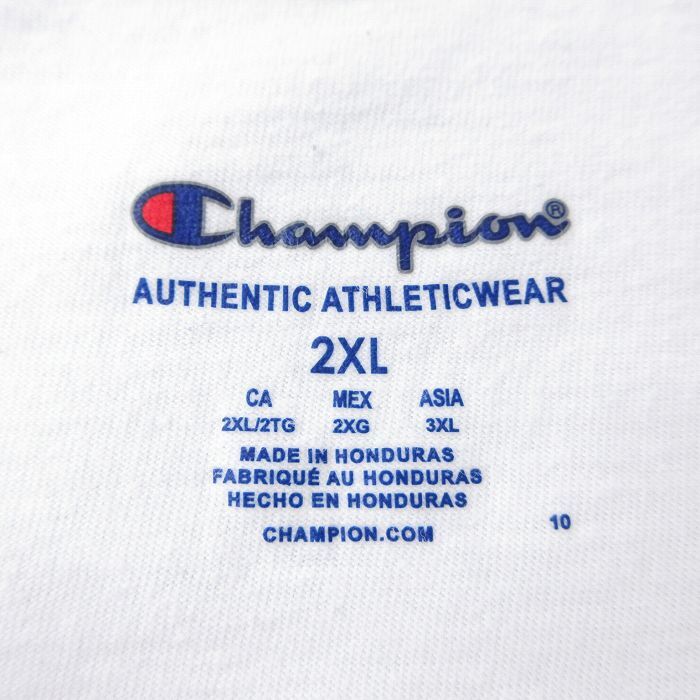 Champion®
AUTHENTIC ATHLETICWEAR
2XL
CA MEX ASIA
2XL/2TG 2XG 3XL
MADE IN HONDURAS
FABRIQUÉ AU HONDURAS
HECHO EN HONDURAS
CHAMPION.COM 10